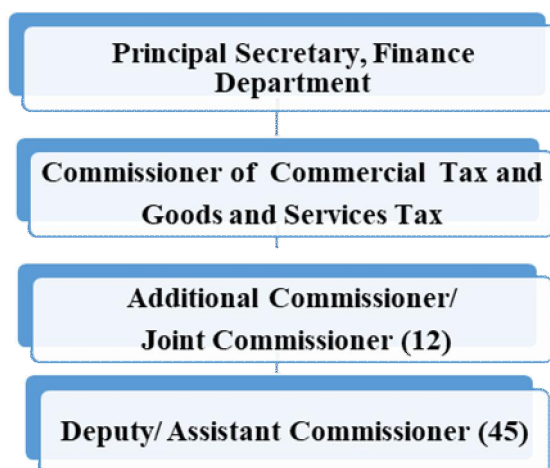 Principal Secretary, Finance
Department
Commissioner of Commercial Tax and
Goods and Services Tax
Additional Commissioner/
Joint Commissioner (12)
Deputy/ Assistant Commissioner (45)